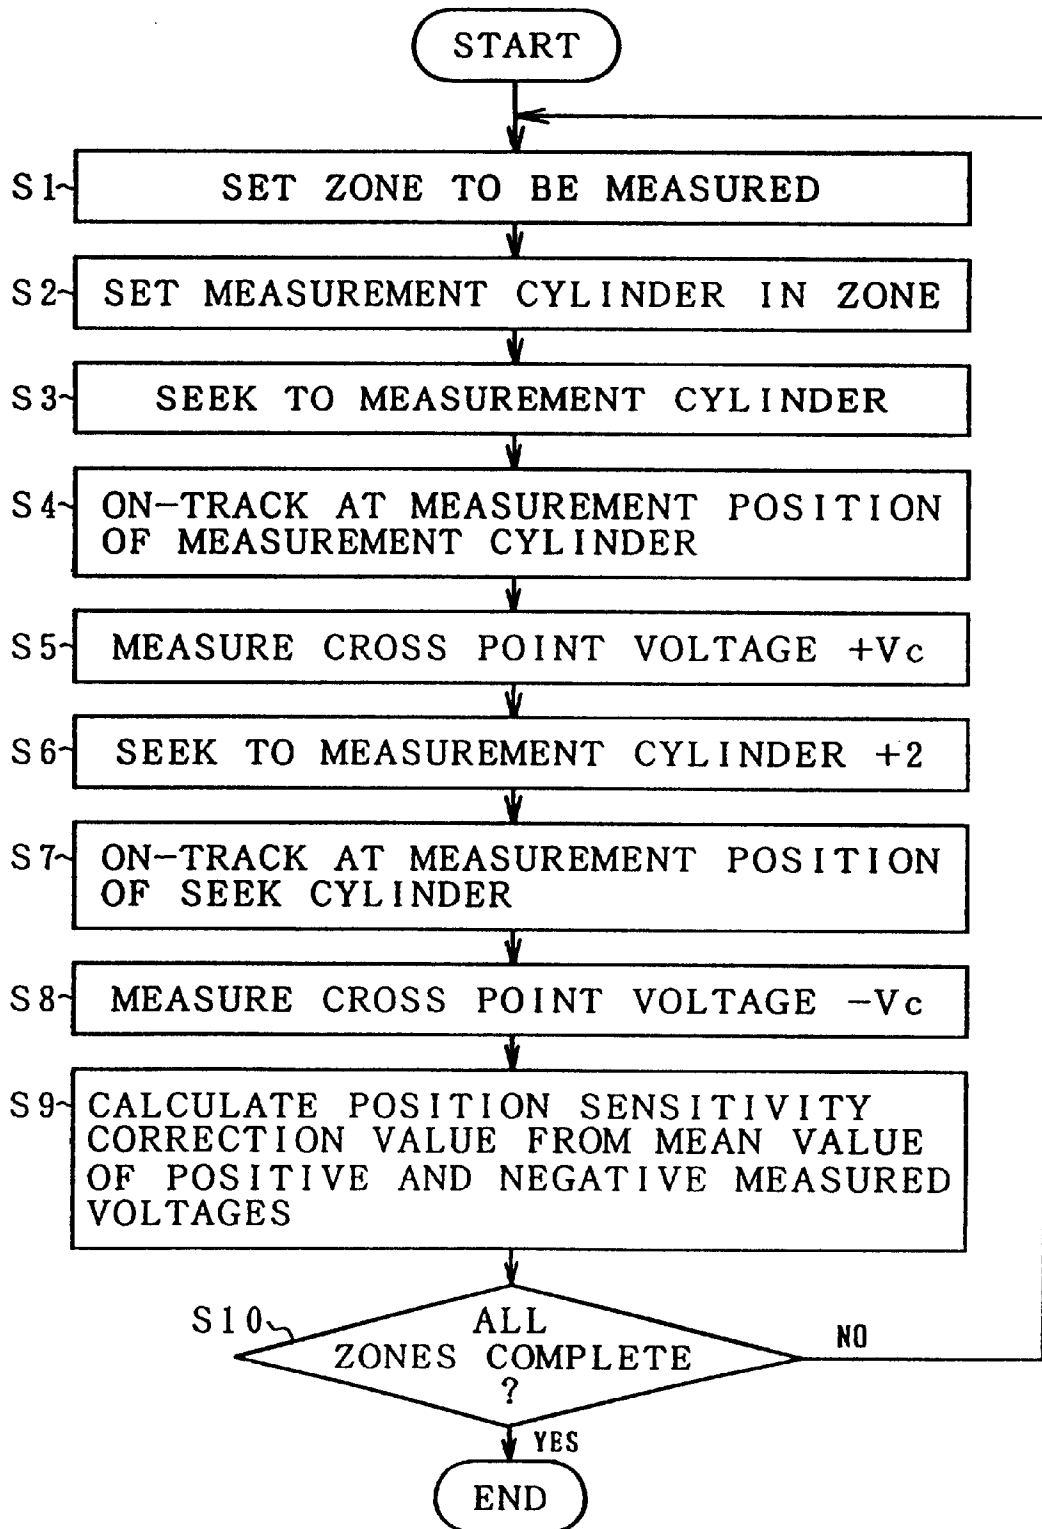 START
S1 SET ZONE TO BE MEASURED
S2 SET MEASUREMENT CYLINDER IN ZONE
S3 SEEK TO MEASUREMENT CYLINDER
S4 ON-TRACK AT MEASUREMENT POSITION
OF MEASUREMENT CYLINDER
S5 MEASURE CROSS POINT VOLTAGE +Vc
S6 SEEK TO MEASUREMENT CYLINDER +2
S7 ON-TRACK AT MEASUREMENT POSITION
OF SEEK CYLINDER
S8 MEASURE CROSS POINT VOLTAGE -Vc
S9 CALCULATE POSITION SENSITIVITY
CORRECTION VALUE FROM MEAN VALUE
OF POSITIVE AND NEGATIVE MEASURED
VOLTAGES
S10 ALL
ZONES COMPLETE
?
NO
YES
END